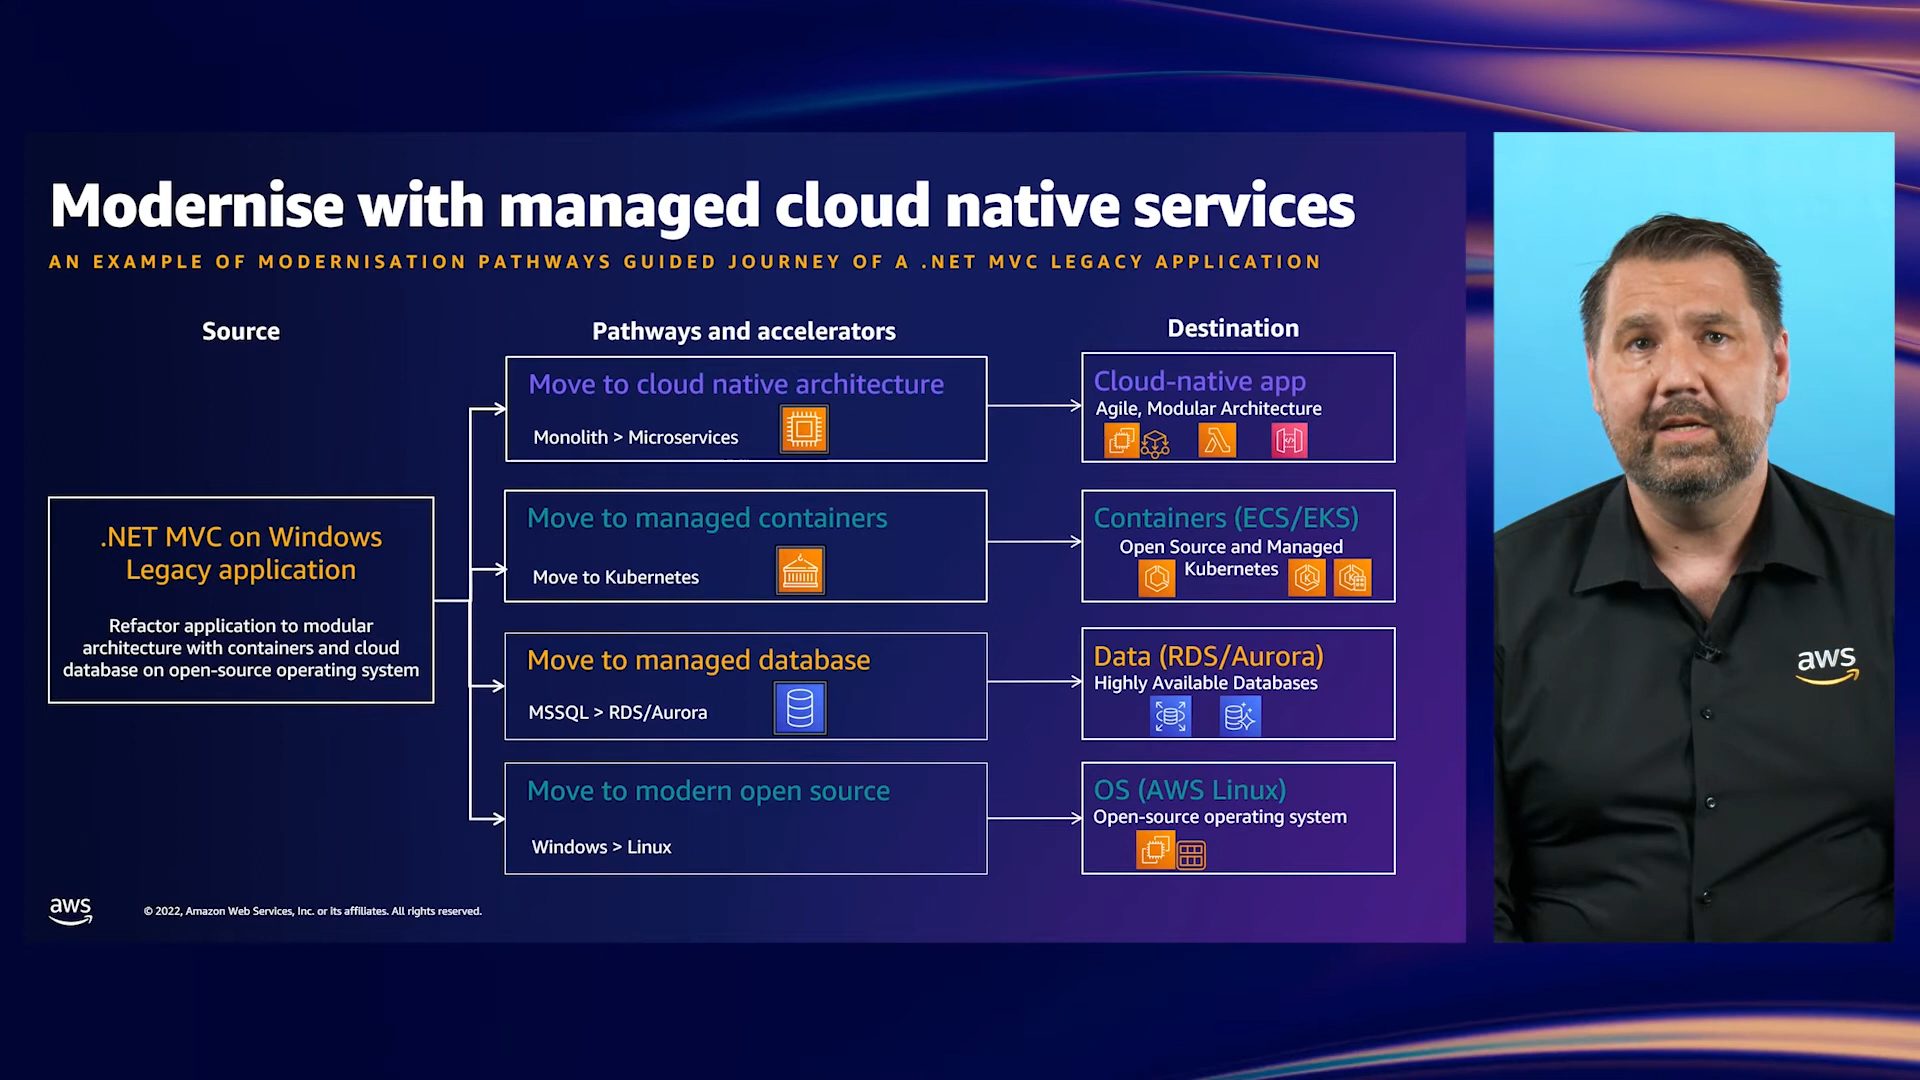 Modernise with managed cloud native services
AN EXAMPLE OF MODERNISATION PATHWAYS GUIDED JOURNEY OF A .NET MVC LEGACY APPLICATION
Source
Pathways and accelerators
Destination
.NET MVC on Windows
Legacy application
Refactor application to modular
architecture with containers and cloud
database on open-source operating system
Move to cloud native architecture
Monolith > Microservices
Cloud-native app
Agile, Modular Architecture
Move to managed containers
Move to Kubernetes
Containers (ECS/EKS)
Open Source and Managed
Kubernetes
Move to managed database
MSSQL > RDS/Aurora
Data (RDS/Aurora)
Highly Available Databases
Move to modern open source
Windows > Linux
OS (AWS Linux)
Open-source operating system
aws
© 2022, Amazon Web Services, Inc. or its affiliates. All rights reserved.
aws